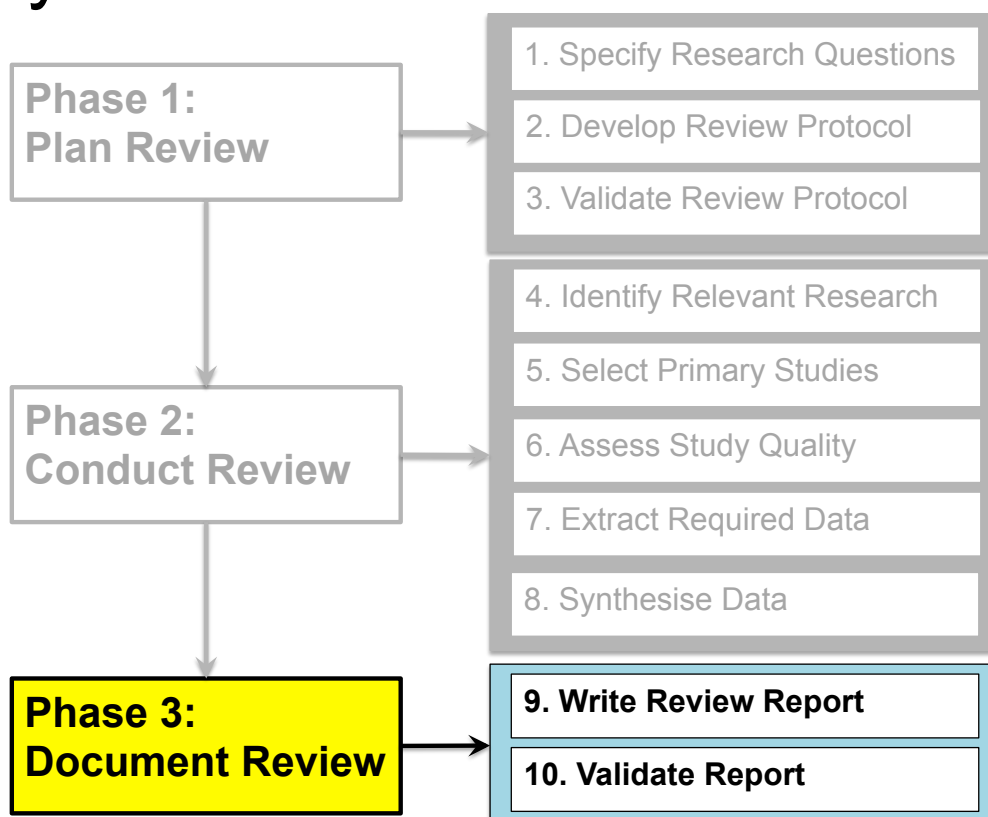 Phase 1:
Plan Review
1. Specify Research Questions
2. Develop Review Protocol
3. Validate Review Protocol
Phase 2:
Conduct Review
4. Identify Relevant Research
5. Select Primary Studies
6. Assess Study Quality
7. Extract Required Data
8. Synthesise Data
Phase 3:
Document Review
9. Write Review Report
10. Validate Report